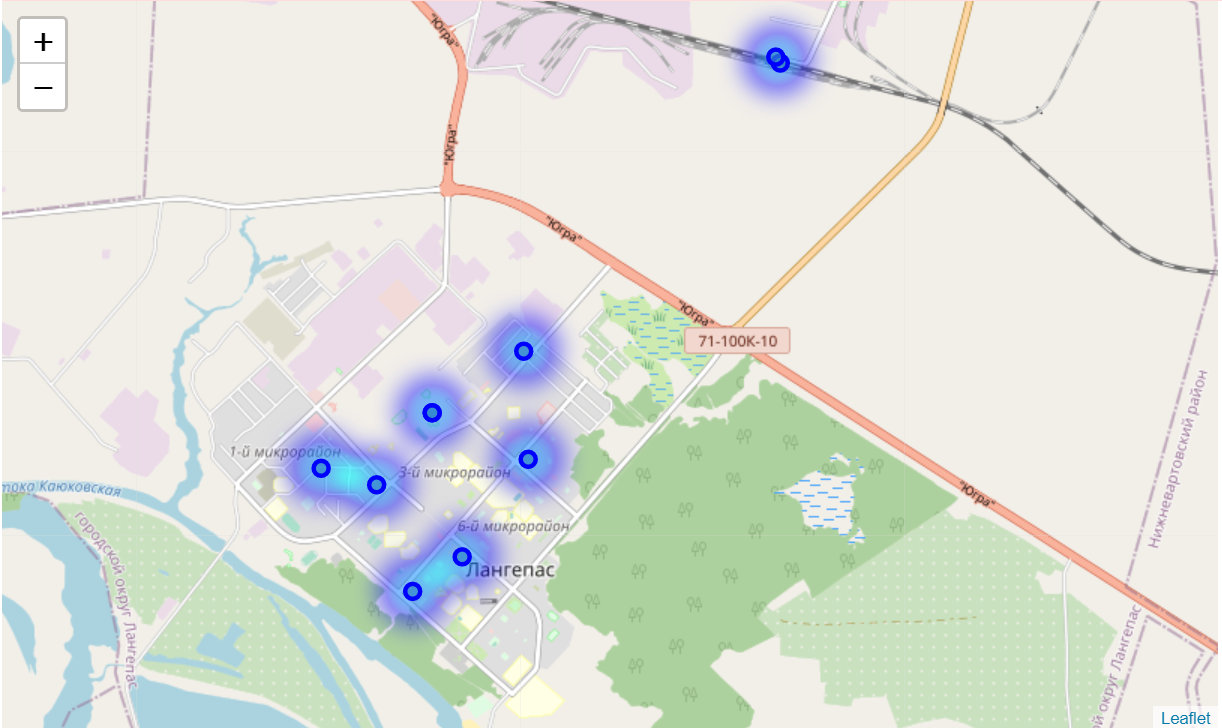 +
−
"Югра"
"Югра"
"Югра"
"Югра"
71-100К-10
Нижневартовский район
1-й микрорайон
3-й микрорайон
"Югра"
тока Каюковская
6-й микрорайон
городской округ Лангепас
Лангепас
й округ Лангепас
Leaflet